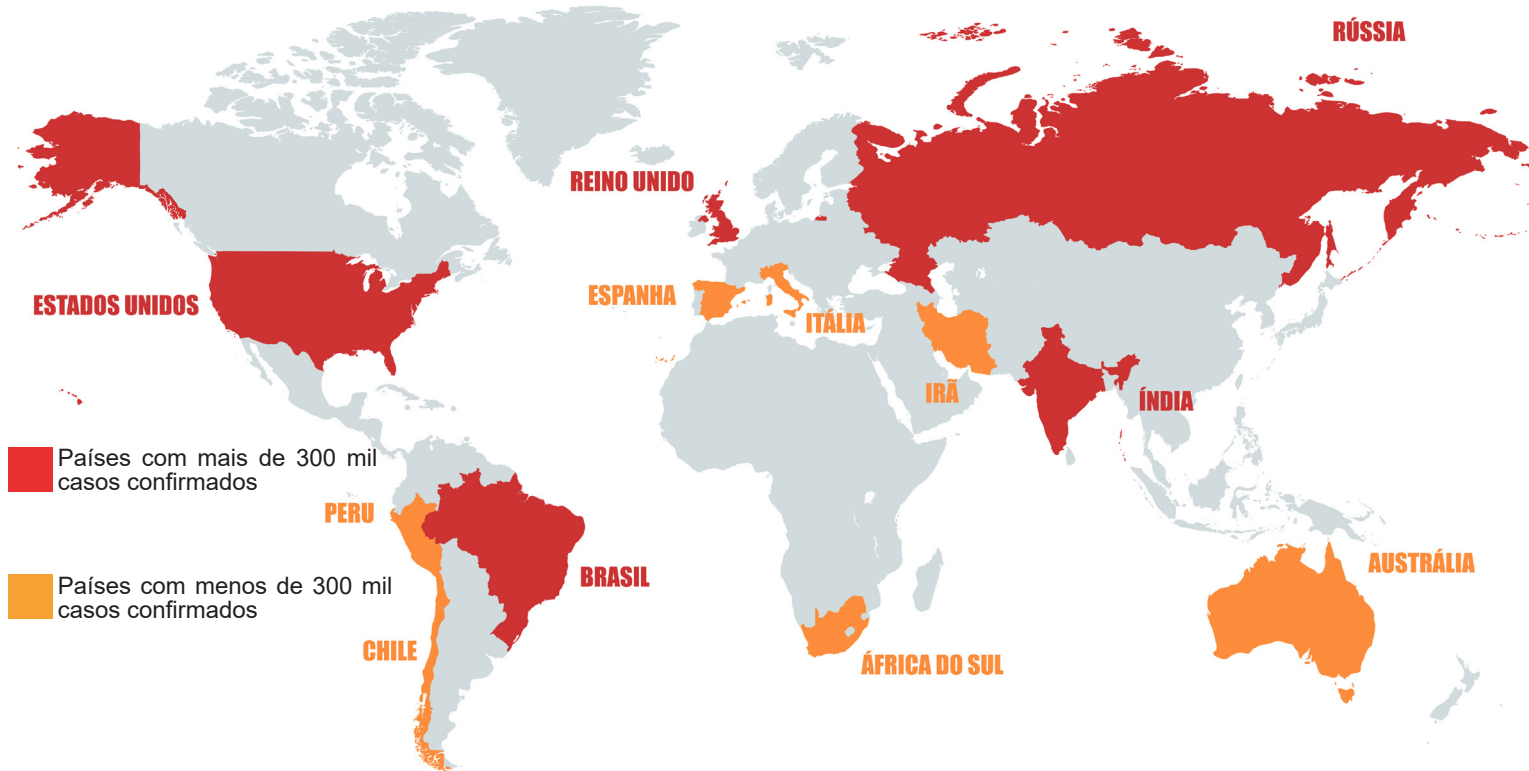 RÚSSIA
REINO UNIDO
ESTADOS UNIDOS
ESPANHA
ITÁLIA
IRÃ
ÍNDIA
Países com mais de 300 mil
casos confirmados
PERU
BRASIL
AUSTRÁLIA
Países com menos de 300 mil
casos confirmados
CHILE
ÁFRICA DO SUL